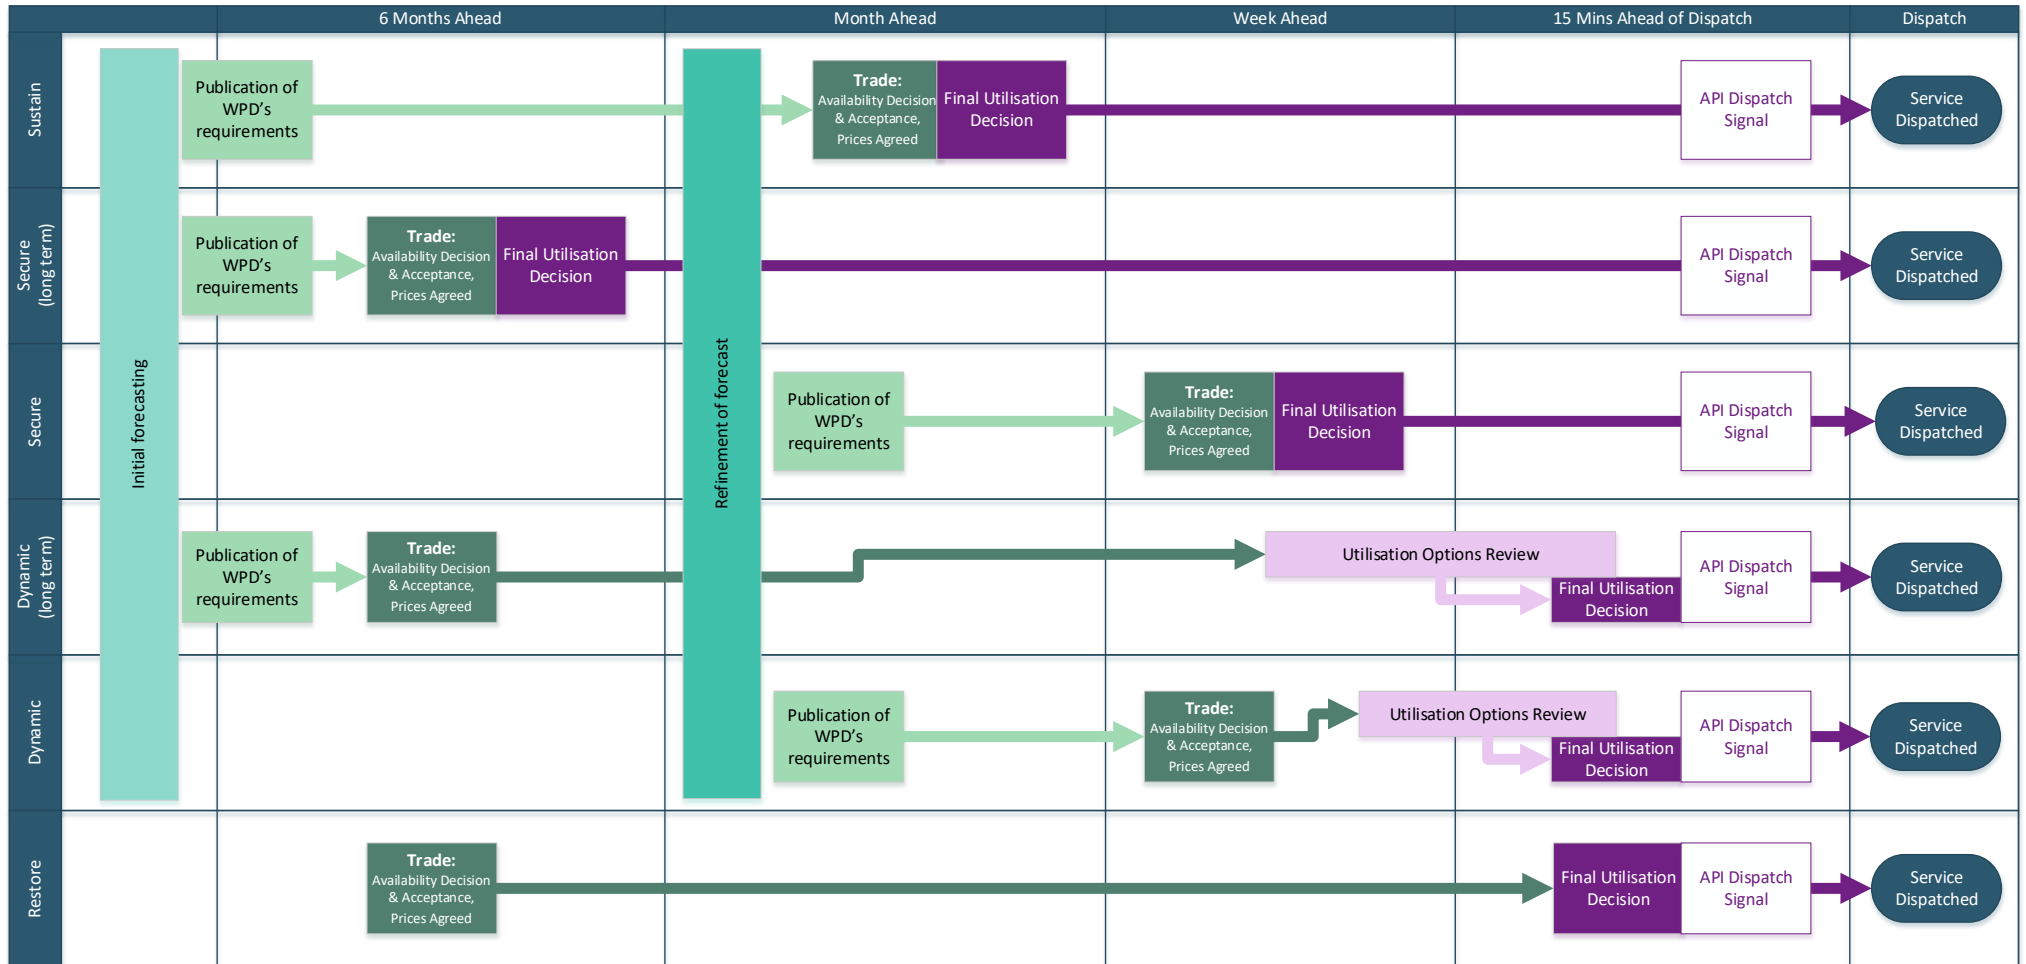 6 Months Ahead
Month Ahead
Week Ahead
15 Mins Ahead of Dispatch
Dispatch
Initial forecasting
Refinement of forecast
Sustain
Publication of
WPD's
requirements
Trade:
Availability Decision
& Acceptance,
Prices Agreed
Final Utilisation
Decision
API Dispatch
Signal
Service
Dispatched
Secure
(long term)
Publication of
WPD's
requirements
Trade:
Availability Decision
& Acceptance,
Prices Agreed
Final Utilisation
Decision
API Dispatch
Signal
Service
Dispatched
Secure
Publication of
WPD's
requirements
Trade:
Availability Decision
& Acceptance,
Prices Agreed
Final Utilisation
Decision
API Dispatch
Signal
Service
Dispatched
Dynamic
(long term)
Publication of
WPD's
requirements
Trade:
Availability Decision
& Acceptance,
Prices Agreed
Utilisation Options Review
Final Utilisation
Decision
API Dispatch
Signal
Service
Dispatched
Dynamic
Publication of
WPD's
requirements
Trade:
Availability Decision
& Acceptance,
Prices Agreed
Utilisation Options Review
Final Utilisation
Decision
API Dispatch
Signal
Service
Dispatched
Restore
Trade:
Availability Decision
& Acceptance,
Prices Agreed
Final Utilisation
Decision
API Dispatch
Signal
Service
Dispatched